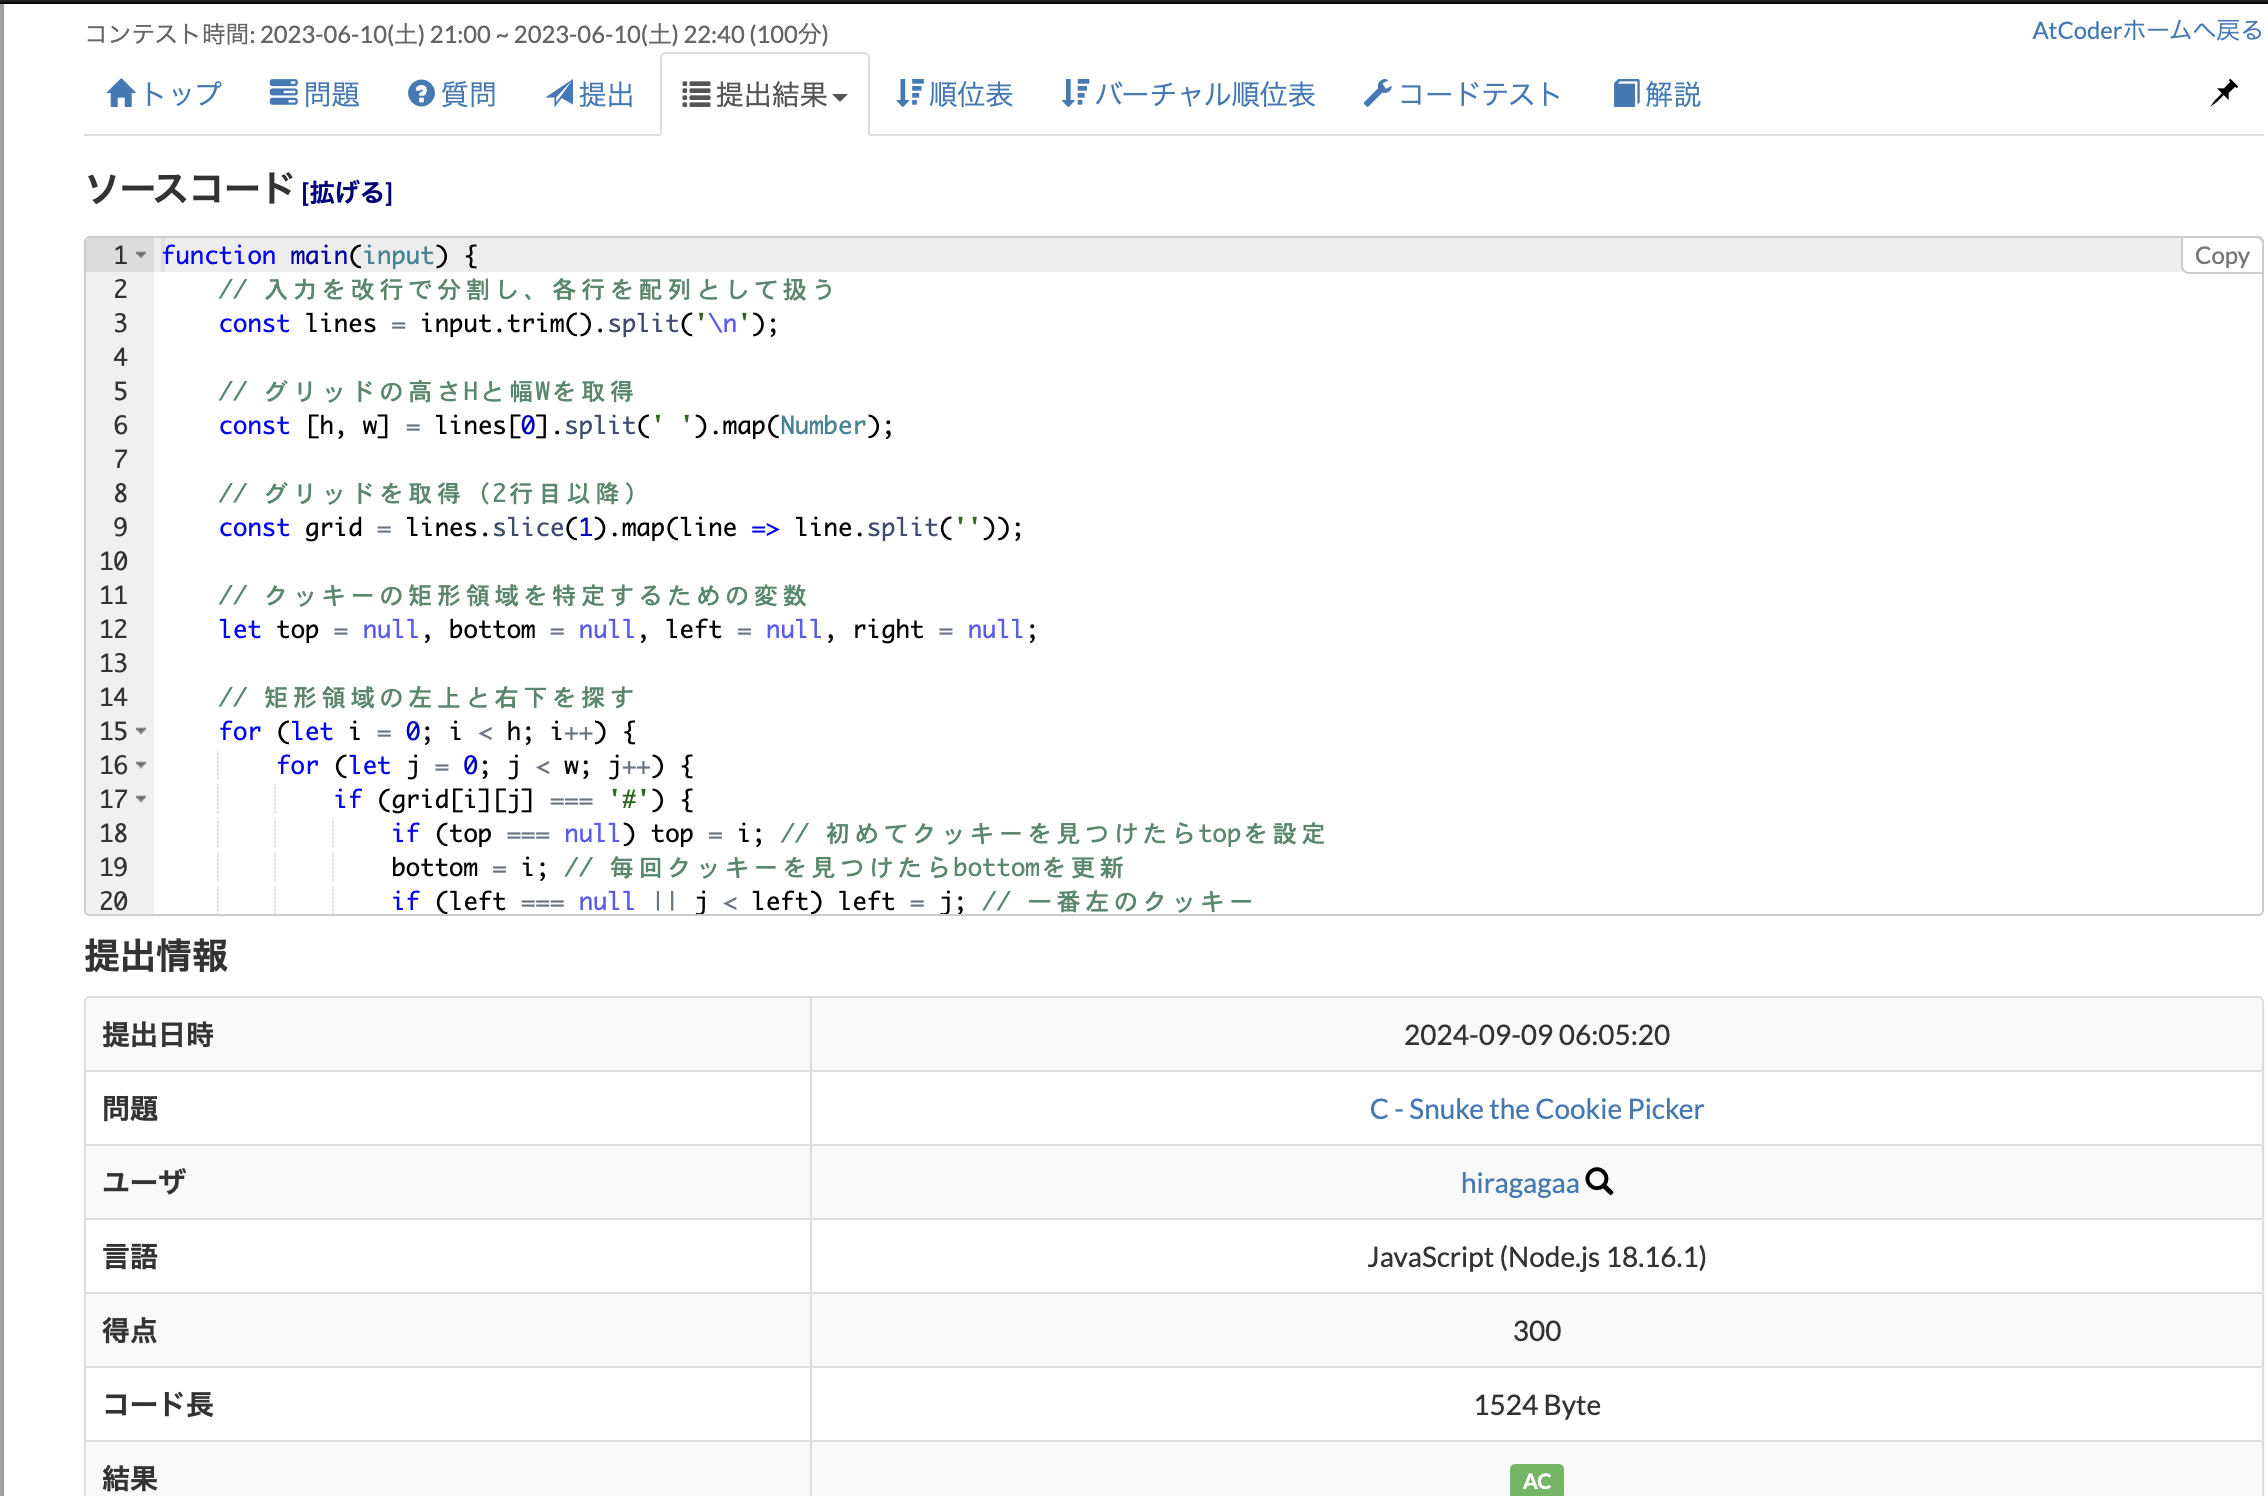 コンテスト時間: 2023-06-10(土) 21:00 ~ 2023-06-10(土) 22:40 (100分)
AtCoderホームへ戻る
トップ 問題 質問 提出 提出結果 順位表 バーチャル順位表 コードテスト 解説
ソースコード [拡げる]
Copy
1 function main(input) {
2     // 入力を改行で分割し、各行を配列として扱う
3     const lines = input.trim().split('\n');
4
5     // グリッドの高さHと幅Wを取得
6     const [h, w] = lines[0].split(' ').map(Number);
7
8     // グリッドを取得（2行目以降）
9     const grid = lines.slice(1).map(line => line.split(''));
10
11     // クッキーの矩形領域を特定するための変数
12     let top = null, bottom = null, left = null, right = null;
13
14     // 矩形領域の左上と右下を探す
15     for (let i = 0; i < h; i++) {
16         for (let j = 0; j < w; j++) {
17             if (grid[i][j] === '#') {
18                 if (top === null) top = i; // 初めてクッキーを見つけたらtopを設定
19                 bottom = i; // 毎回クッキーを見つけたらbottomを更新
20                 if (left === null || j < left) left = j; // 一番左のクッキー
提出情報
提出日時 2024-09-09 06:05:20
問題 C - Snuke the Cookie Picker
ユーザ hiragagaa
言語 JavaScript (Node.js 18.16.1)
得点 300
コード長 1524 Byte
結果 AC